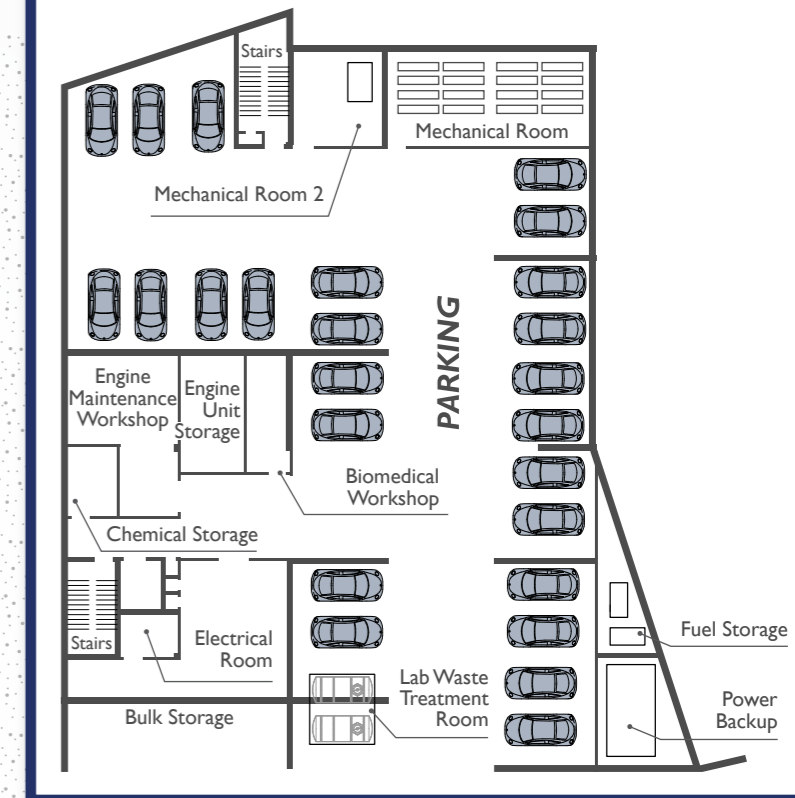 Stairs
Mechanical Room
Mechanical Room 2
PARKING
Engine
Maintenance
Workshop
Engine
Unit
Storage
Biomedical
Workshop
Chemical Storage
Stairs
Electrical
Room
Fuel Storage
Lab Waste
Treatment
Room
Power
Backup
Bulk Storage